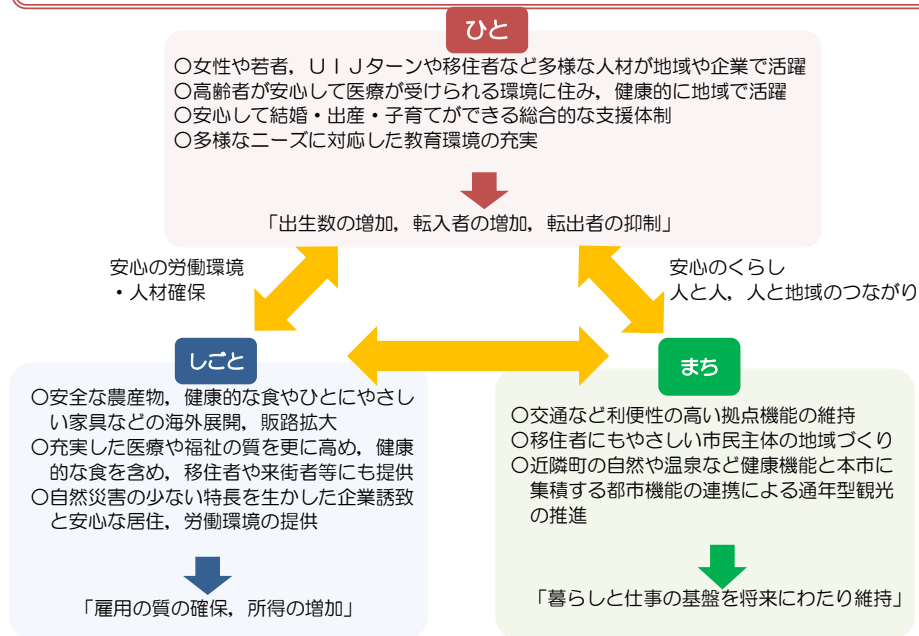 ひと
〇女性や若者，ＵＩＪターンや移住者など多様な人材が地域や企業で活躍
〇高齢者が安心して医療が受けられる環境に住み，健康的に地域で活躍
〇安心して結婚・出産・子育てができる総合的な支援体制
〇多様なニーズに対応した教育環境の充実
「出生数の増加，転入者の増加，転出者の抑制」
安心の労働環境
・人材確保
安心のくらし
人と人，人と地域のつながり
しごと
〇安全な農産物，健康的な食やひとにやさし
い家具などの海外展開，販路拡大
〇充実した医療や福祉の質を更に高め，健康
的な食を含め，移住者や来街者等にも提供
〇自然災害の少ない特長を生かした企業誘致
と安心な居住，労働環境の提供
「雇用の質の確保，所得の増加」
まち
〇交通など利便性の高い拠点機能の維持
〇移住者にもやさしい市民主体の地域づくり
〇近隣町の自然や温泉など健康機能と本市に
集積する都市機能の連携による通年型観光
の推進
「暮らしと仕事の基盤を将来にわたり維持」